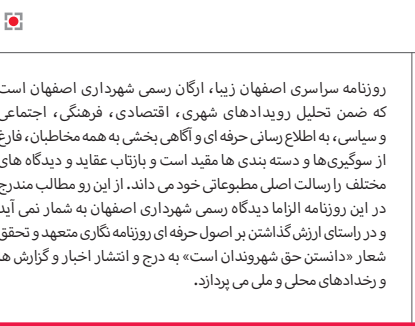 روزنامه سراسری اصفهان زیبا، ارگان رسمی شهرداری اصفهان است
که ضمن تحلیل رویدادهای شهری، اقتصادی، فرهنگی، اجتماعی
و سیاسی، به اطلاع رسانی حرفه ای و آگاهی بخشی به همه مخاطبان، فارغ
از سوگیری‌ها و دسته بندی ها مقید است و بازتاب عقاید و دیدگاه های
مختلف را رسالت اصلی مطبوعاتی خود می داند. از این رو مطالب مندرج
در این روزنامه الزاما دیدگاه رسمی شهرداری اصفهان به شمار نمی آید
و در راستای ارزش گذاشتن بر اصول حرفه ای روزنامه نگاری متعهد و تحقق
شعار «دانستن حق شهروندان است» به درج و انتشار اخبار و گزارش ها
و رخدادهای محلی و ملی می پردازد.